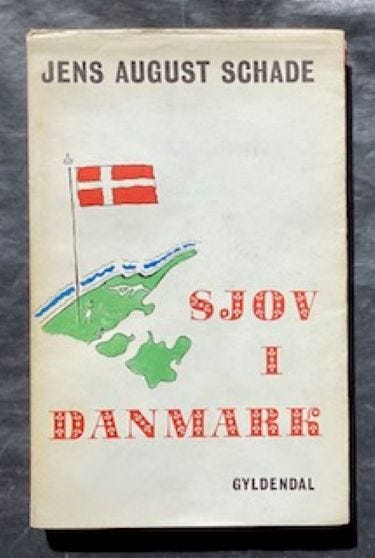 JENS AUGUST SCHADE
SJOV
I
DANMARK
GYLDENDAL